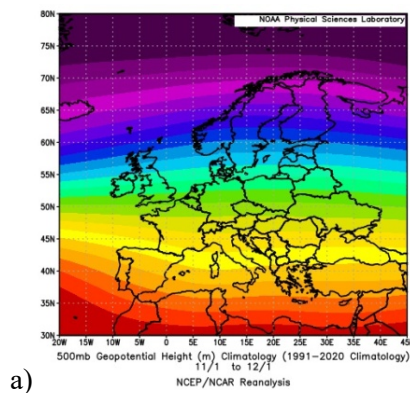 NOAA Physical Sciences Laboratory
80N
75N
70N
65N
60N
55N
50N
45N
40N
35N
30N
20W 15W 10W 5W 0 5E 10E 15E 20E 25E 30E 35E 40E 45E
500mb Geopotential Height (m) Climatology (1991-2020 Climatology)
11/1 to 12/1
NCEP/NCAR Reanalysis
a)